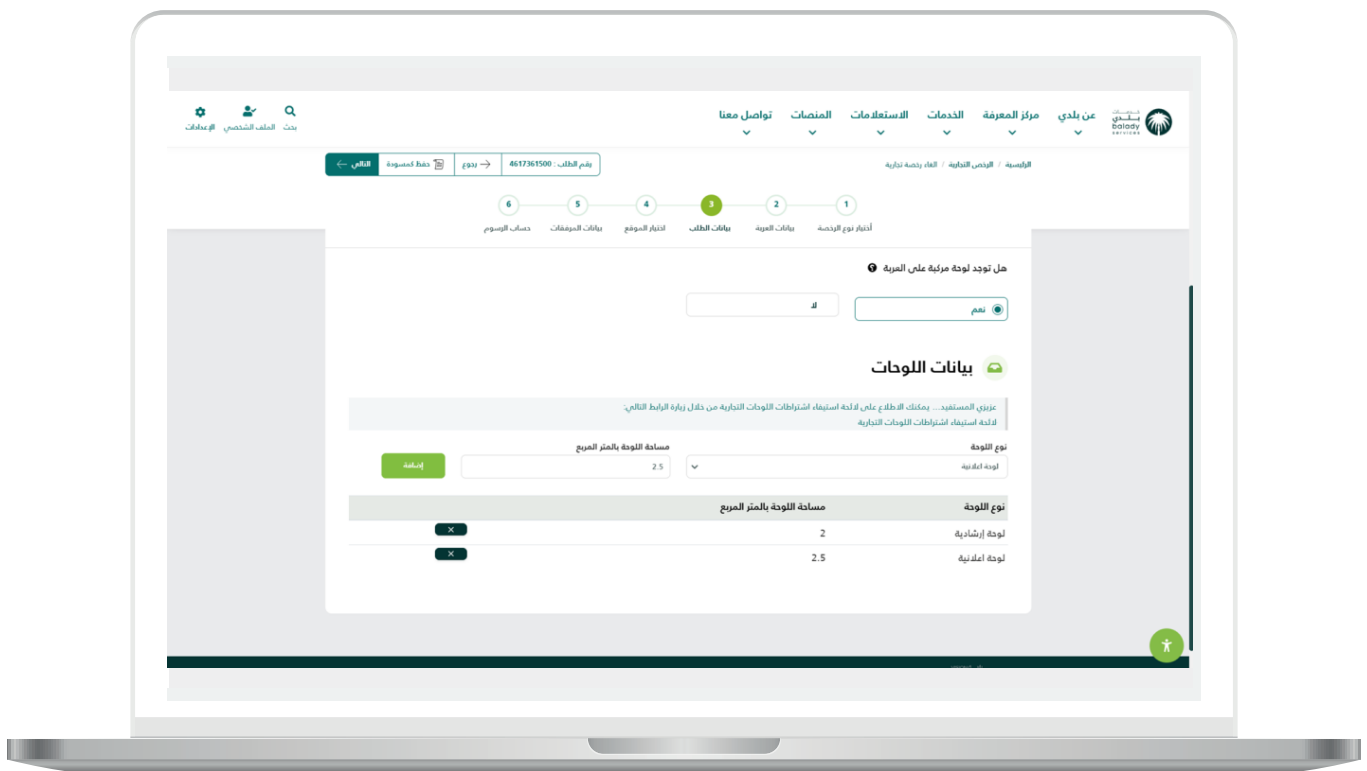 خدمات
بلدي
balady
services
عن بلدي
مركز المعرفة
الخدمات
الاستعلامات
المنصات
تواصل معنا
بحث
الملف الشخصي
الإعدادات
الرئيسية / الرخص التجارية / الغاء رخصة تجارية
رقم الطلب : 4617361500
رجوع
حفظ كمسودة
التالي
1
2
3
4
5
6
أختيار نوع الرخصة
بيانات العربة
بيانات الطلب
اختيار الموقع
بيانات المرفقات
حساب الرسوم
هل توجد لوحة مركبة على العربة ?
نعم
لا
بيانات اللوحات
عزيزي المستفيد.... يمكنك الاطلاع على لائحة استيفاء اشتراطات اللوحات التجارية من خلال زيارة الرابط التالي:
لائحة استيفاء اشتراطات اللوحات التجارية
نوع اللوحة
مساحة اللوحة بالمتر المربع
لوحة اعلانية
2.5
إضافة
نوع اللوحة مساحة اللوحة بالمتر المربع
لوحة إرشادية 2
لوحة اعلانية 2.5